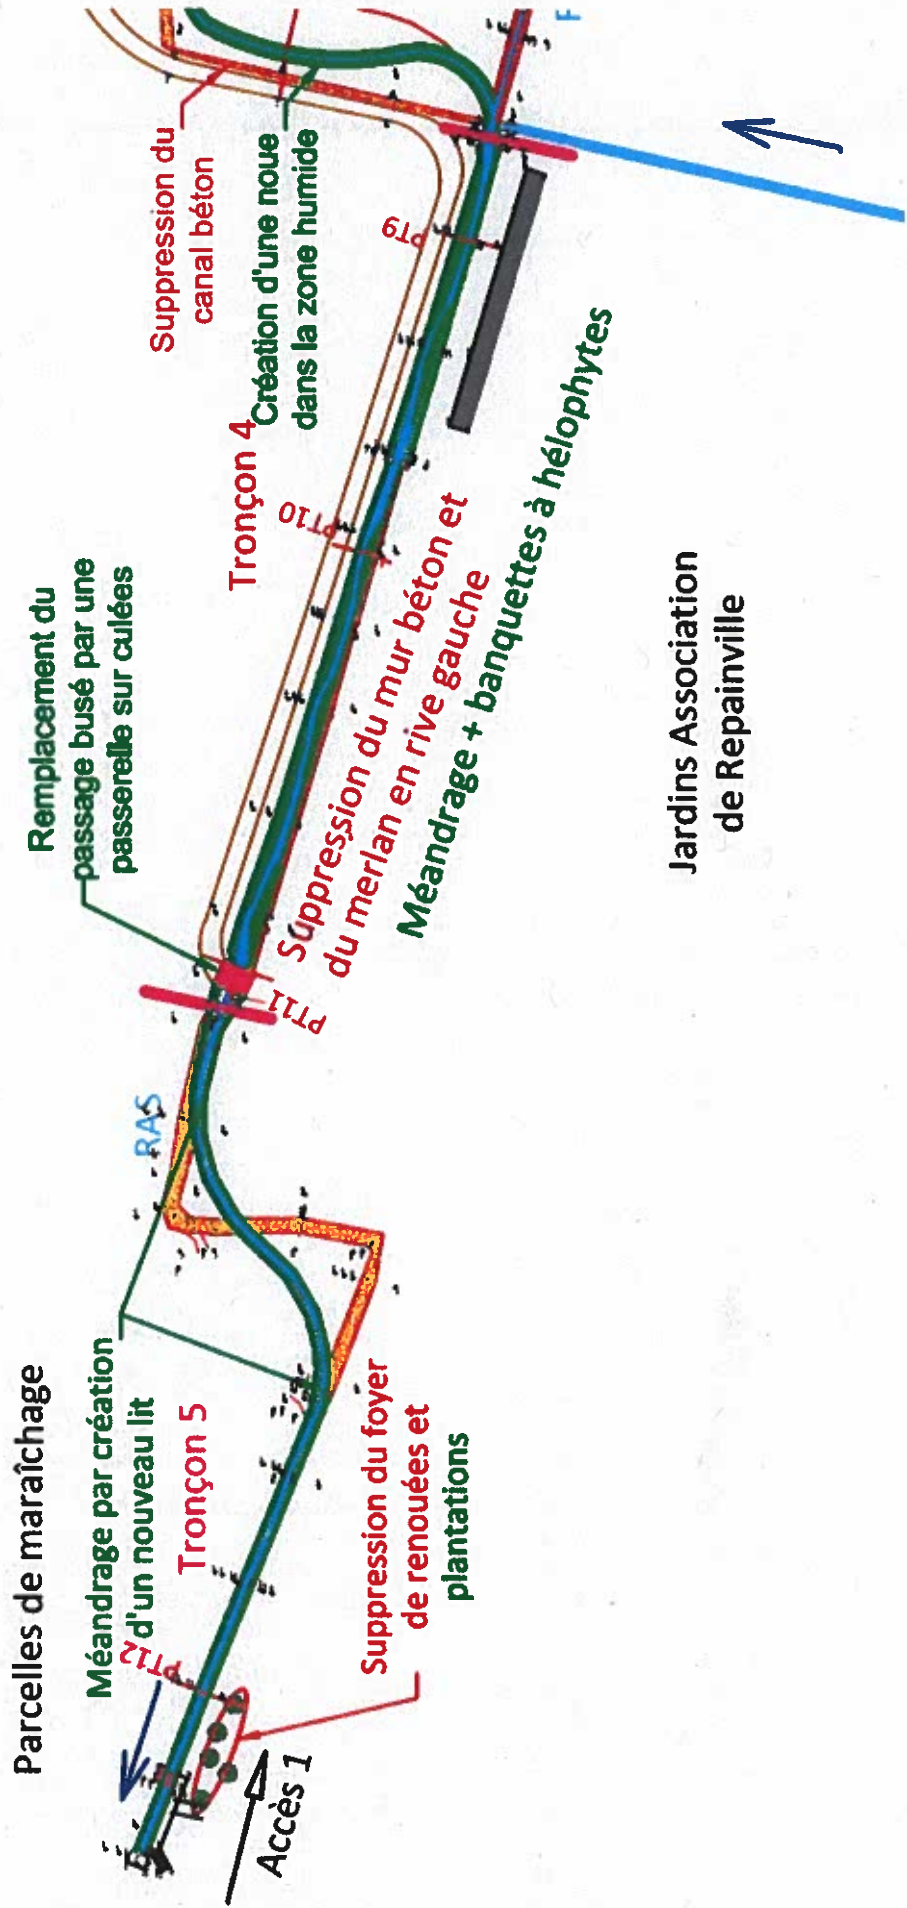 Parcelles de maraîchage
Méandrage par création
d'un nouveau lit
Tronçon 5
PT12
Accès 1
Suppression du foyer
de renouées et
plantations
RAS
PT11
Remplacement du
passage busé par une
passerelle sur culées
Tronçon 4
PT10
Suppression du mur béton et
du merlan en rive gauche
Méandrage + banquettes à hélophytes
Suppression du
canal béton
Création d'une noue
dans la zone humide
PT9
F
Jardins Association
de Repainville